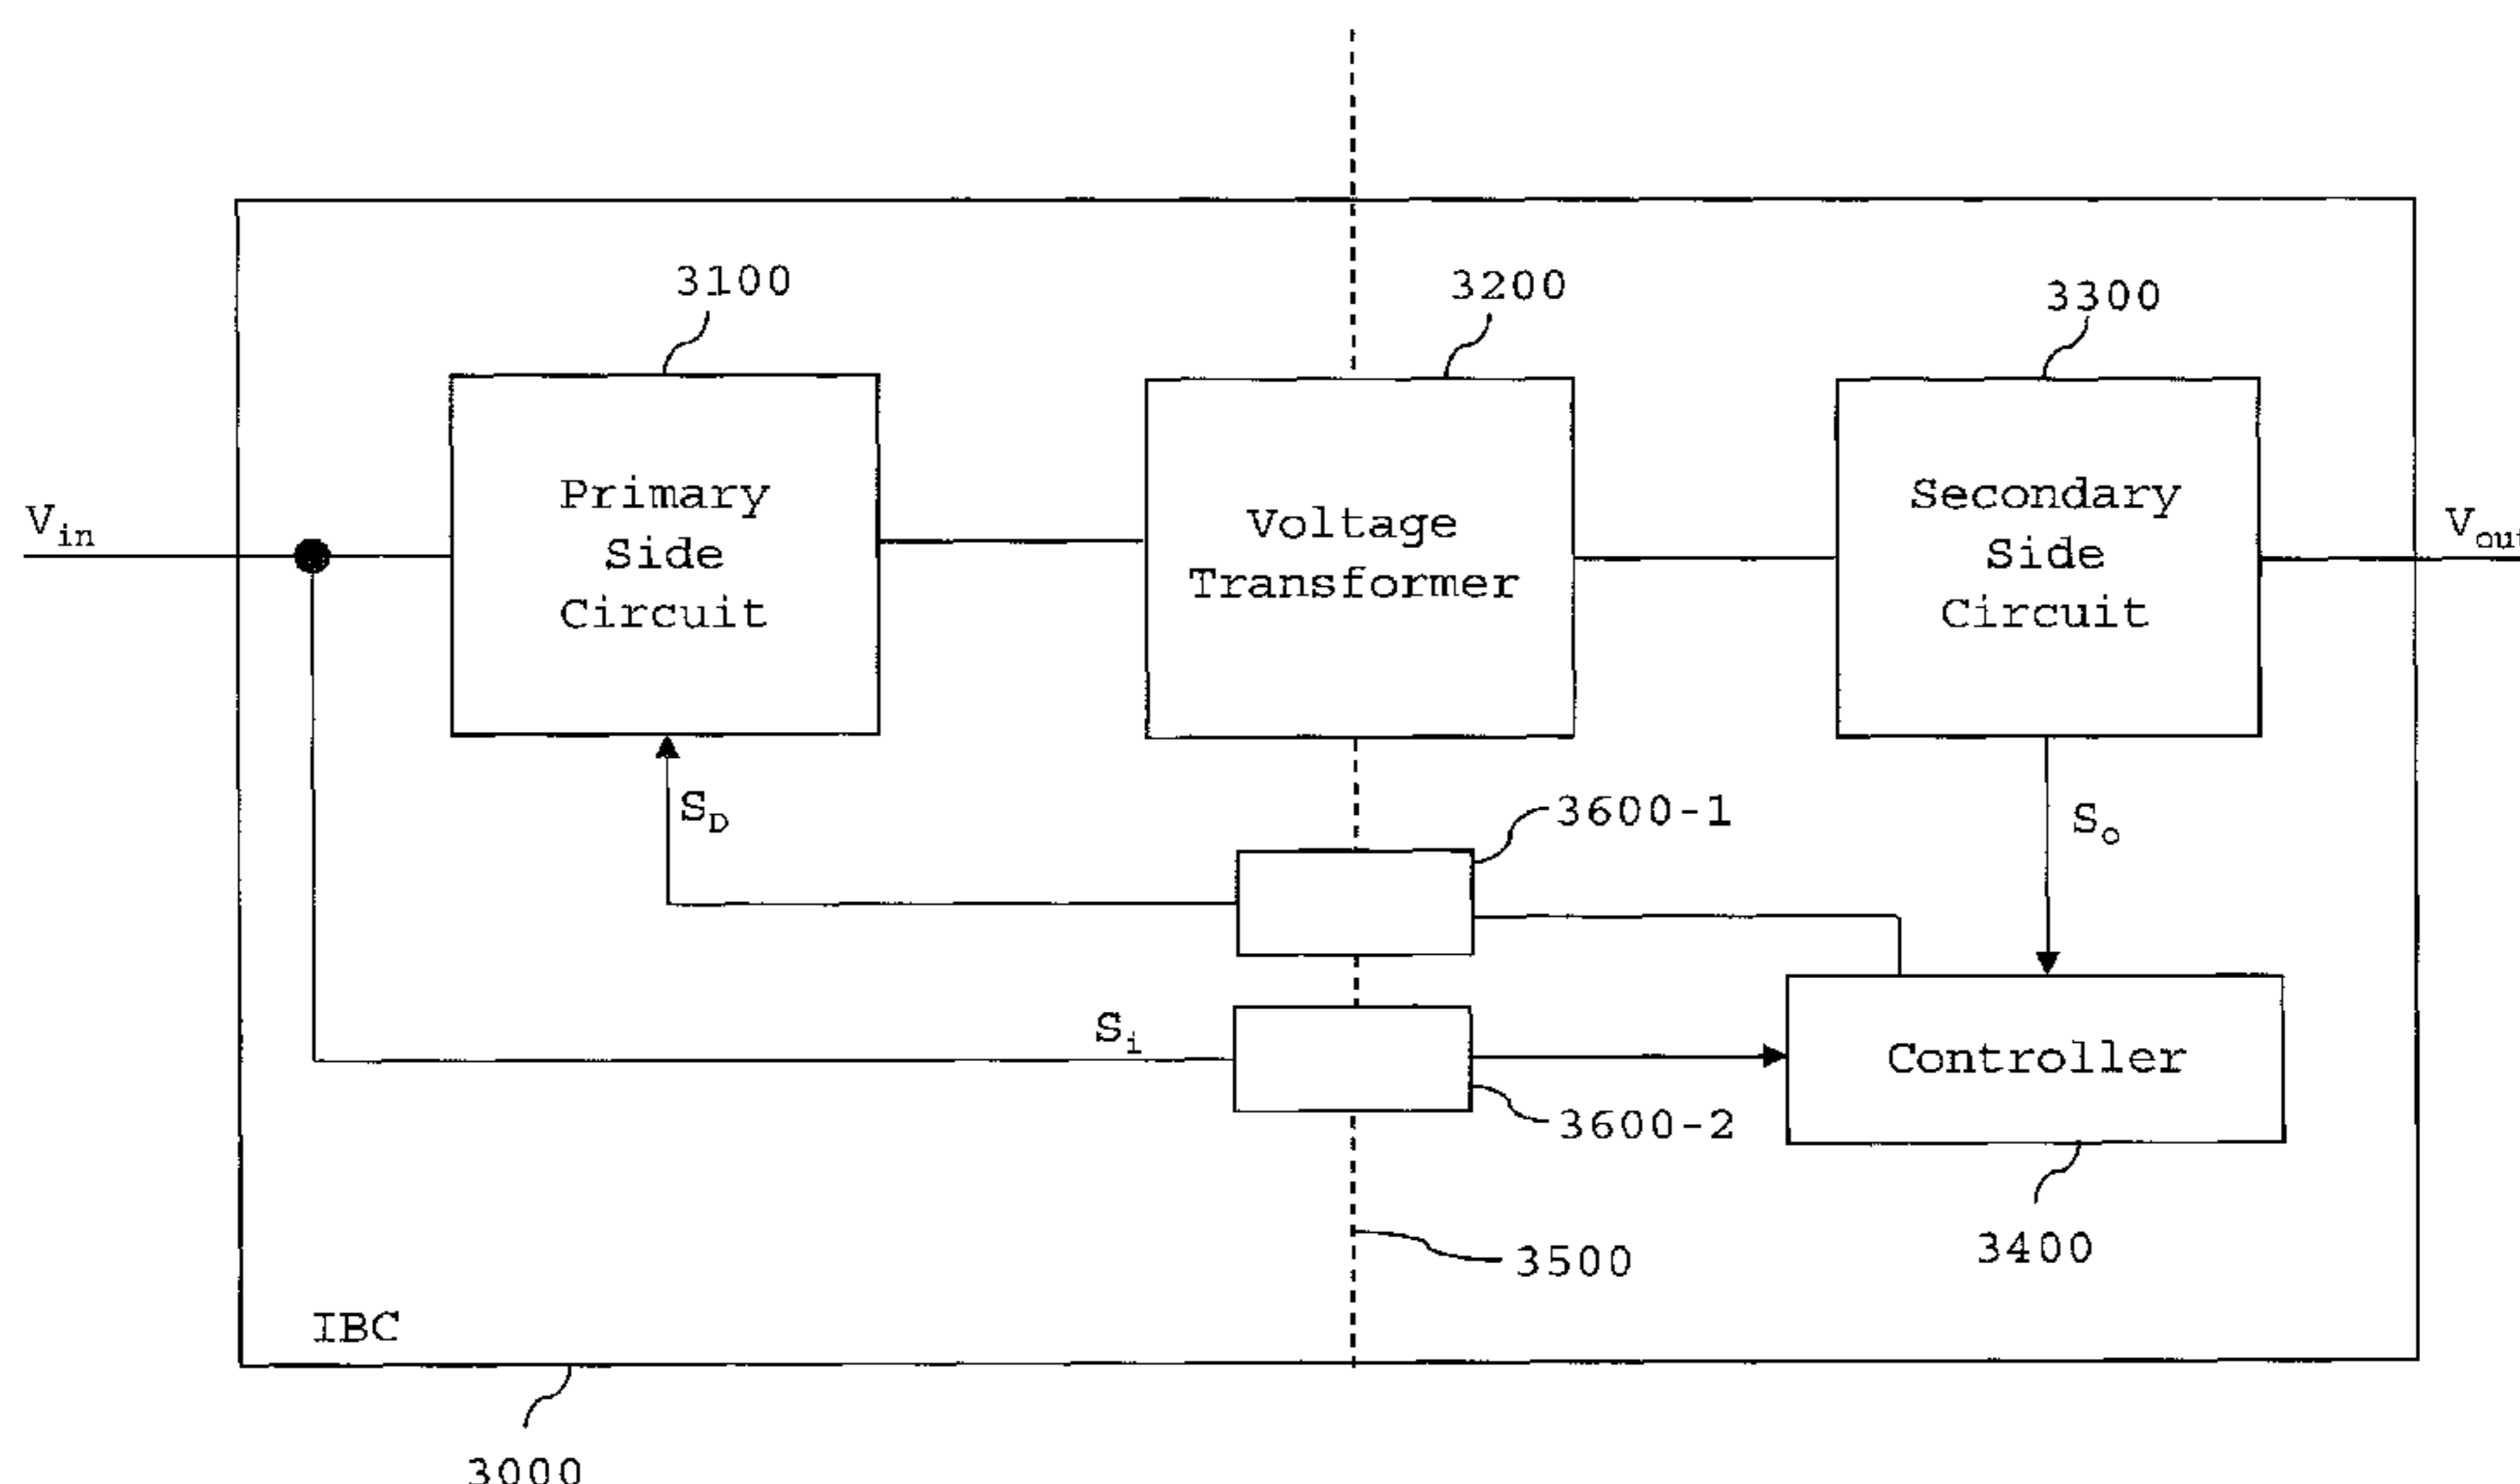 3100
3200
3300
Primary
Side
Circuit
Voltage
Transformer
Secondary
Side
Circuit
Vin
Vout
SD
So
3600-1
Si
Controller
3600-2
3500
3400
IBC
3000